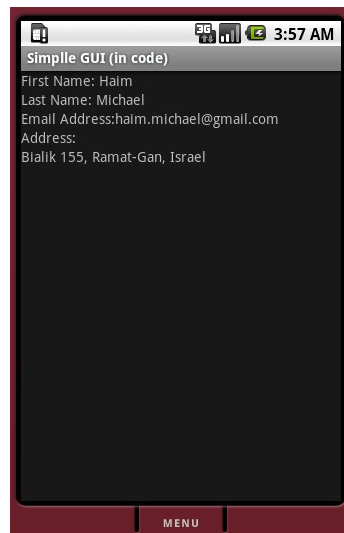 3G 3:57 AM
Simplle GUI (in code)
First Name: Haim
Last Name: Michael
Email Address:haim.michael@gmail.com
Address:
Bialik 155, Ramat-Gan, Israel
MENU